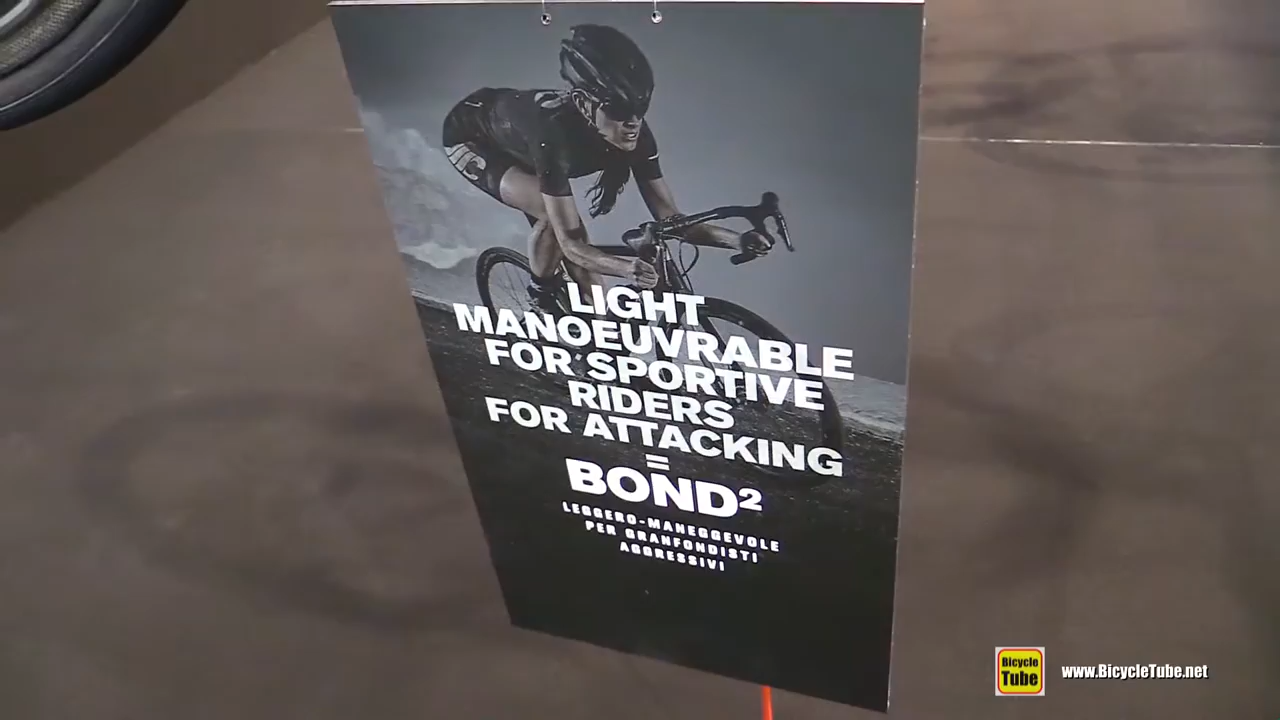 LIGHT
MANOEUVRABLE
FOR SPORTIVE
RIDERS
FOR ATTACKING
=
BOND²
LEGGERO-MANEGGEVOLE
PER GRANFONDISTI
AGGRESSIVI
Bicycle
Tube
www.BicycleTube.net